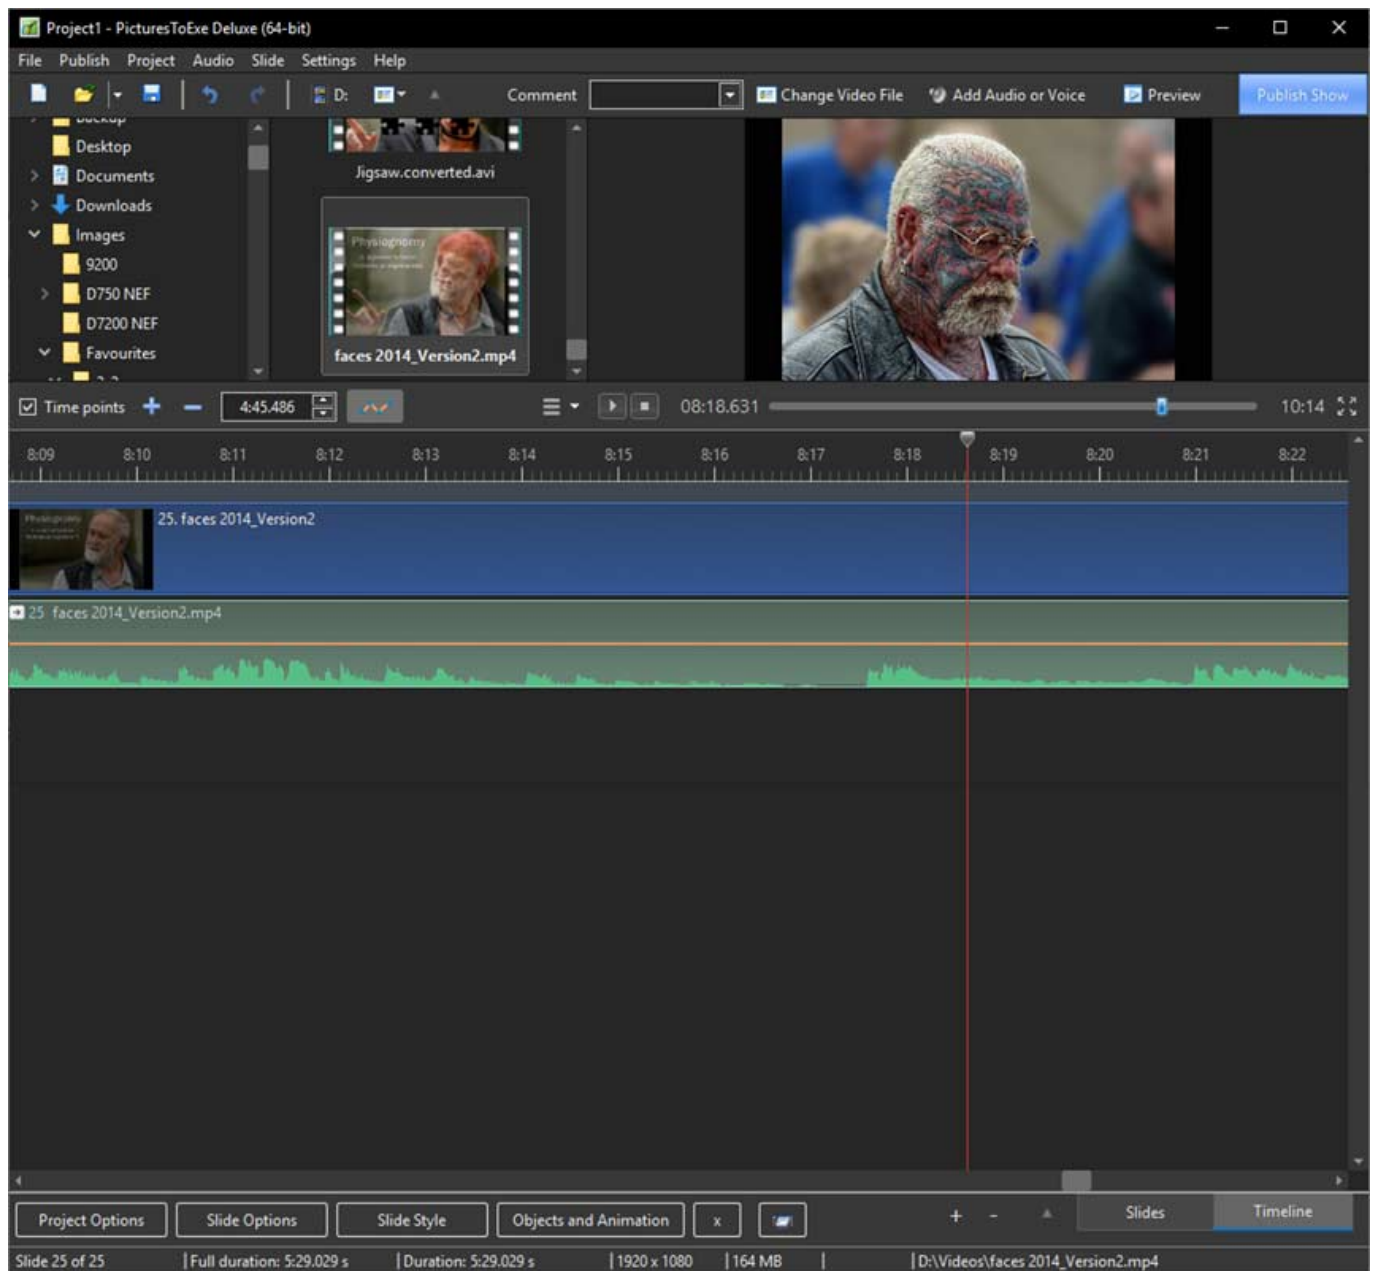 Project1 - PicturesToExe Deluxe (64-bit)
File Publish Project Audio Slide Settings Help
D: Comment Change Video File Add Audio or Voice Preview Publish Show
Backup
Desktop
Documents
Downloads
Images
9200
D750 NEF
D7200 NEF
Favourites
Jigsaw.converted.avi
Physiognomy
faces 2014_Version2.mp4
Time points 4:45.486 08:18.631 10:14
8:09 8:10 8:11 8:12 8:13 8:14 8:15 8:16 8:17 8:18 8:19 8:20 8:21 8:22
Physiognomy
25. faces 2014_Version2
25 faces 2014_Version2.mp4
Project Options Slide Options Slide Style Objects and Animation x + - Slides Timeline
Slide 25 of 25 Full duration: 5:29.029 s Duration: 5:29.029 s 1920 x 1080 164 MB D:\Videos\faces 2014_Version2.mp4